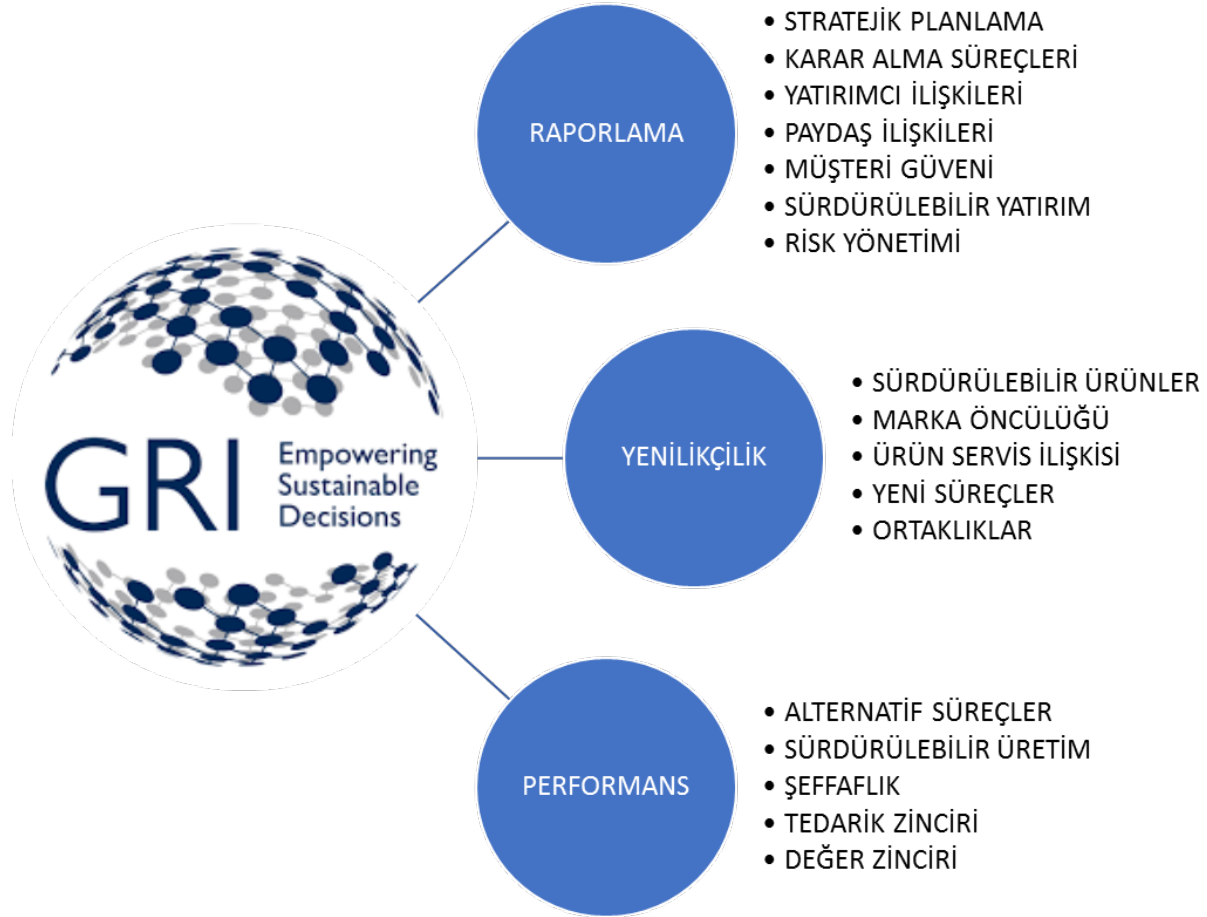 GRI
Empowering
Sustainable
Decisions
RAPORLAMA
• STRATEJİK PLANLAMA
• KARAR ALMA SÜREÇLERİ
• YATIRIMCI İLİŞKİLERİ
• PAYDAŞ İLİŞKİLERİ
• MÜŞTERİ GÜVENİ
• SÜRDÜRÜLEBİLİR YATIRIM
• RİSK YÖNETİMİ
YENİLİKÇİLİK
• SÜRDÜRÜLEBİLİR ÜRÜNLER
• MARKA ÖNCÜLÜĞÜ
• ÜRÜN SERVİS İLİŞKİSİ
• YENİ SÜREÇLER
• ORTAKLIKLAR
PERFORMANS
• ALTERNATİF SÜREÇLER
• SÜRDÜRÜLEBİLİR ÜRETİM
• ŞEFFAFLIK
• TEDARİK ZİNCİRİ
• DEĞER ZİNCİRİ